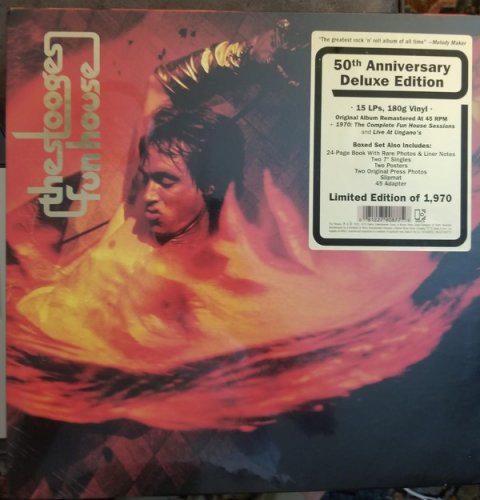 the stooges
fun house
"The greatest rock 'n' roll album of all time" —Melody Maker
50th Anniversary
Deluxe Edition
· 15 LPs, 180g Vinyl ·
Original Album Remastered At 45 RPM
+ 1970: The Complete Fun House Sessions
and Live At Ungano's
Boxed Set Also Includes:
24-Page Book With Rare Photos & Liner Notes
Two 7" Singles
Two Posters
Two Original Press Photos
Slipmat
45 Adapter
Limited Edition of 1,970